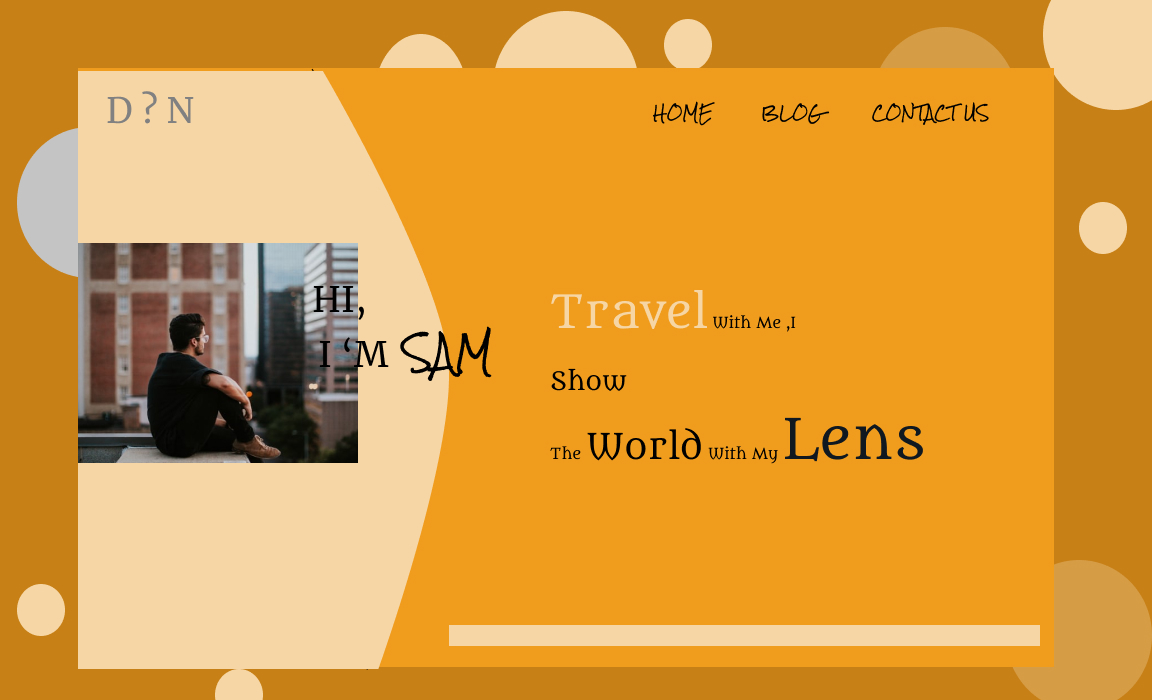 D ? N
HOME BLOG CONTACT US
HI,
I ‘M SAM
Travel With Me ,I
Show
The World With My Lens